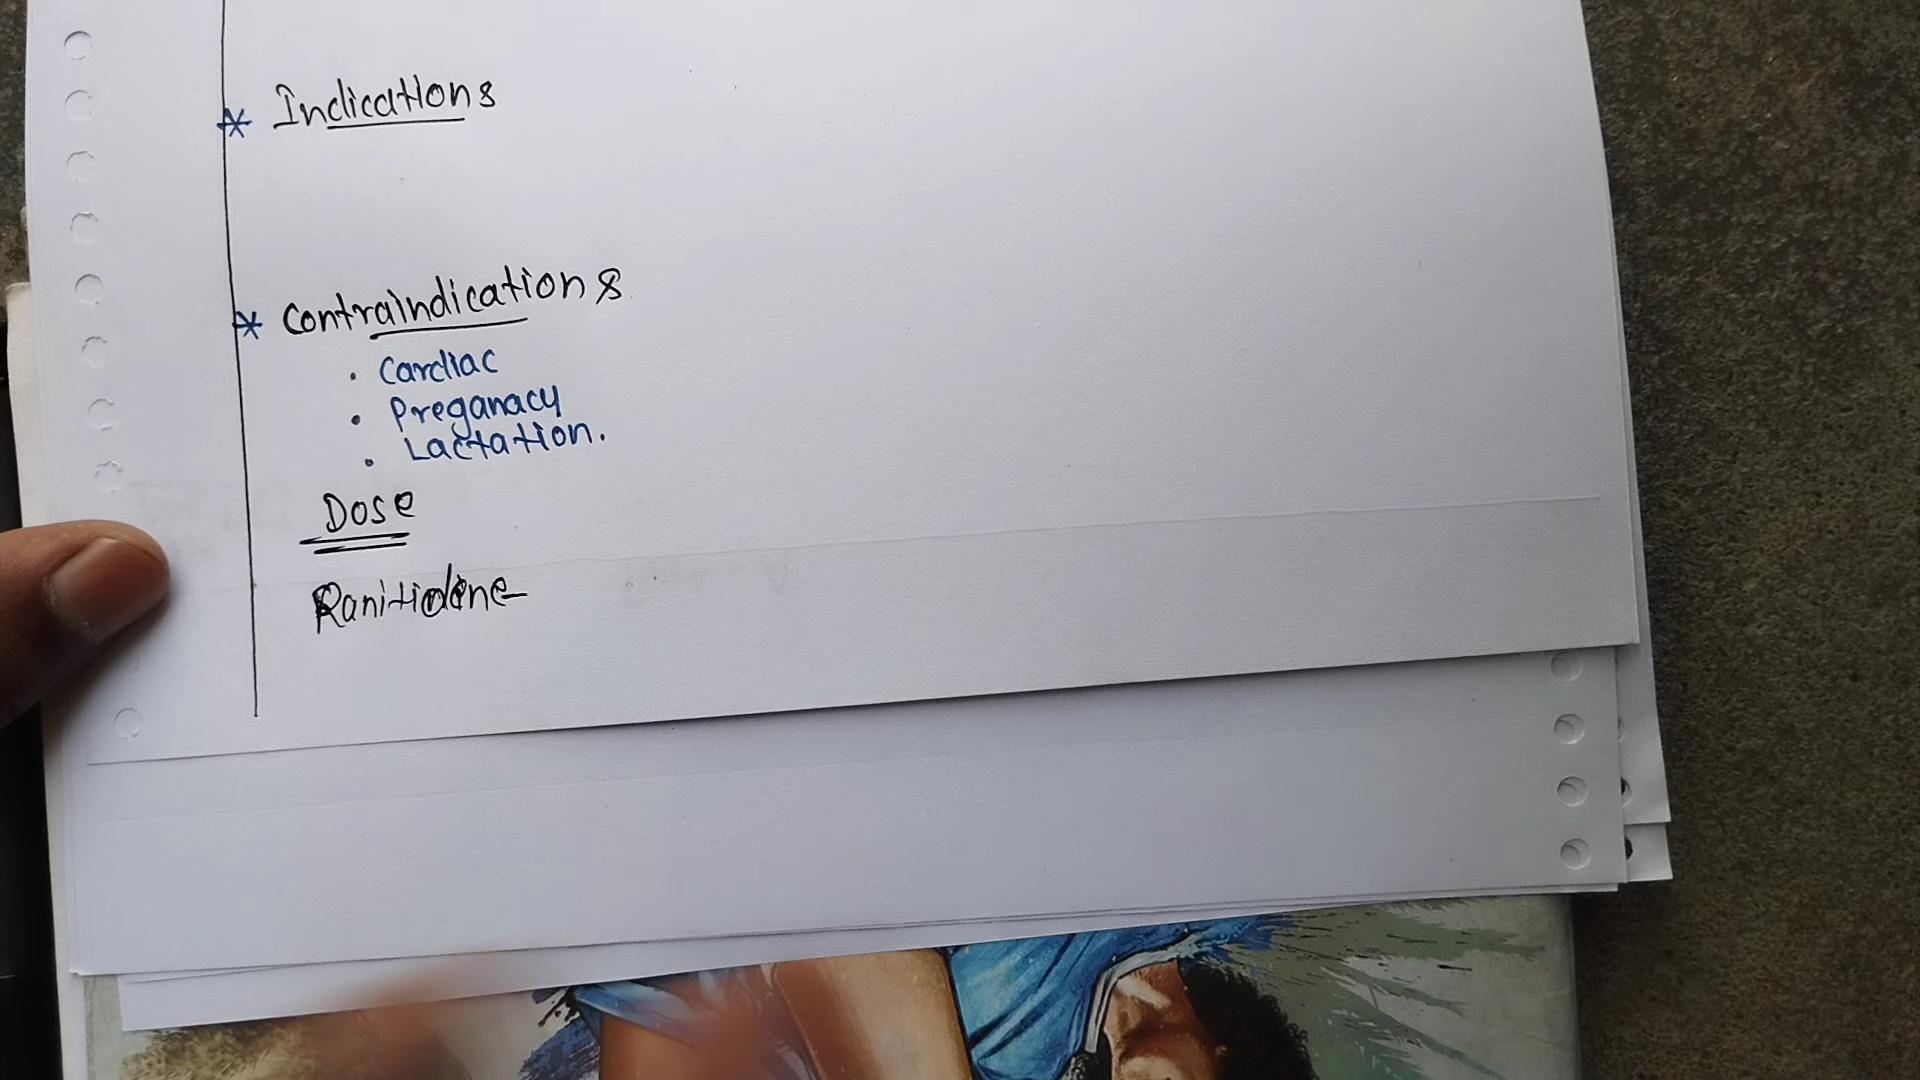 * Indications
* Contraindications
. Cardiac
. Preganacy
. Lactation.
Dose
Ranitidine